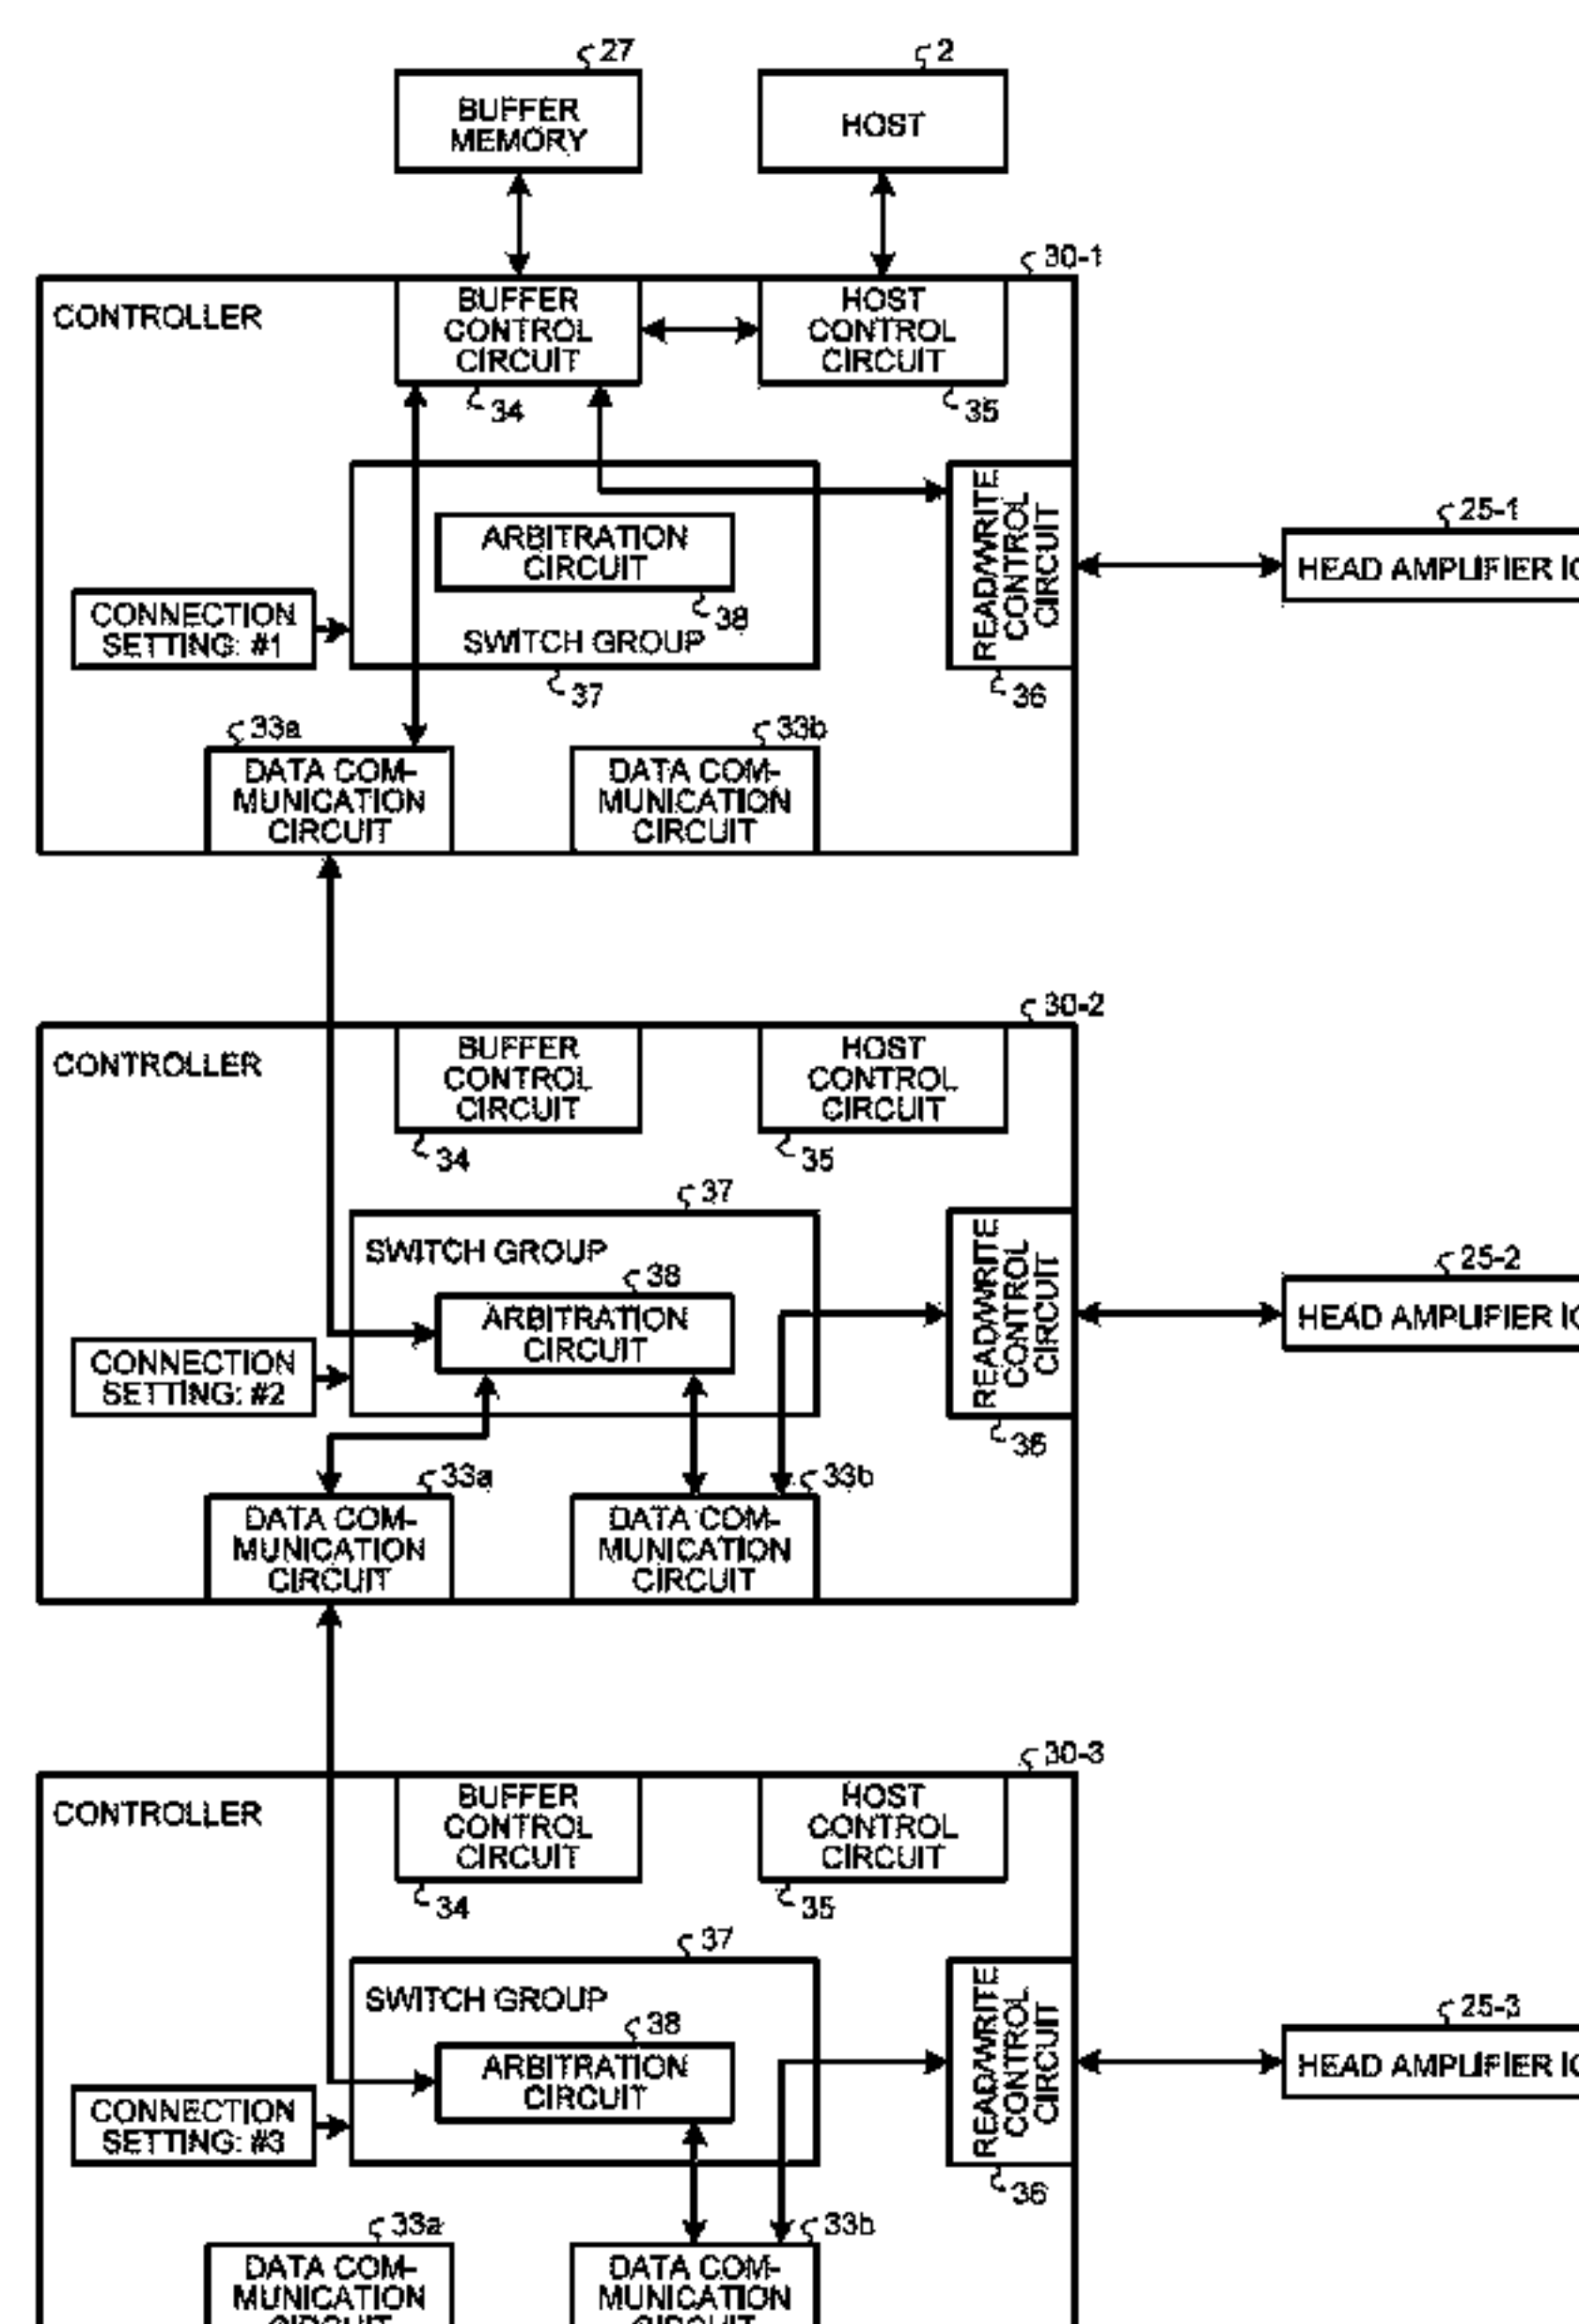 27
2
BUFFER
MEMORY
HOST
30-1
CONTROLLER
BUFFER
CONTROL
CIRCUIT
HOST
CONTROL
CIRCUIT
34
35
ARBITRATION
CIRCUIT
38
SWITCH GROUP
37
CONNECTION
SETTING: #1
READ/WRITE
CONTROL
CIRCUIT
36
25-1
HEAD AMPLIFIER
33a
33b
DATA COM-
MUNICATION
CIRCUIT
DATA COM-
MUNICATION
CIRCUIT
30-2
CONTROLLER
BUFFER
CONTROL
CIRCUIT
HOST
CONTROL
CIRCUIT
34
35
37
SWITCH GROUP
38
ARBITRATION
CIRCUIT
CONNECTION
SETTING: #2
READ/WRITE
CONTROL
CIRCUIT
36
25-2
HEAD AMPLIFIER
33a
33b
DATA COM-
MUNICATION
CIRCUIT
DATA COM-
MUNICATION
CIRCUIT
30-3
CONTROLLER
BUFFER
CONTROL
CIRCUIT
HOST
CONTROL
CIRCUIT
34
35
37
SWITCH GROUP
38
ARBITRATION
CIRCUIT
CONNECTION
SETTING: #3
READ/WRITE
CONTROL
CIRCUIT
36
25-3
HEAD AMPLIFIER
33a
33b
DATA COM-
MUNICATION
DATA COM-
MUNICATION